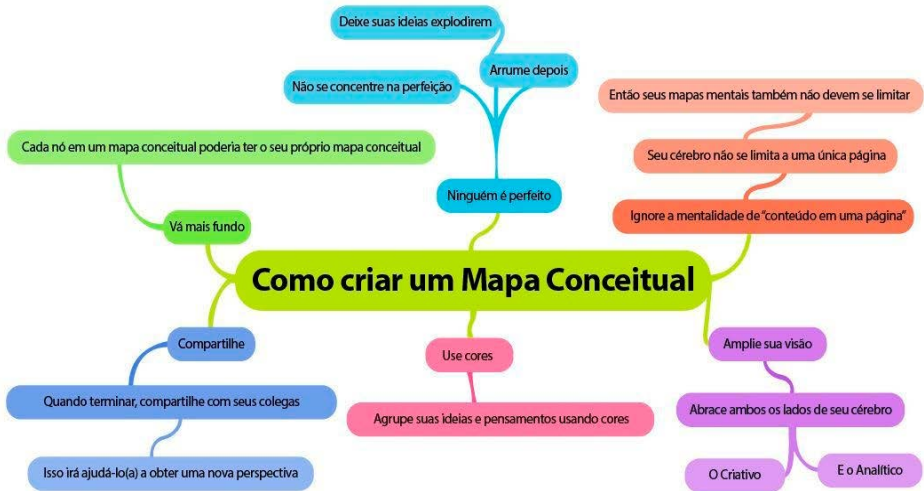 Deixe suas ideias explodirem
Arrume depois
Não se concentre na perfeição
Ninguém é perfeito
Então seus mapas mentais também não devem se limitar
Seu cérebro não se limita a uma única página
Ignore a mentalidade de “conteúdo em uma página”
Cada nó em um mapa conceitual poderia ter o seu próprio mapa conceitual
Vá mais fundo
Como criar um Mapa Conceitual
Compartilhe
Quando terminar, compartilhe com seus colegas
Isso irá ajudá-lo(a) a obter uma nova perspectiva
Use cores
Agrupe suas ideias e pensamentos usando cores
Amplie sua visão
Abrace ambos os lados de seu cérebro
O Criativo
E o Analítico